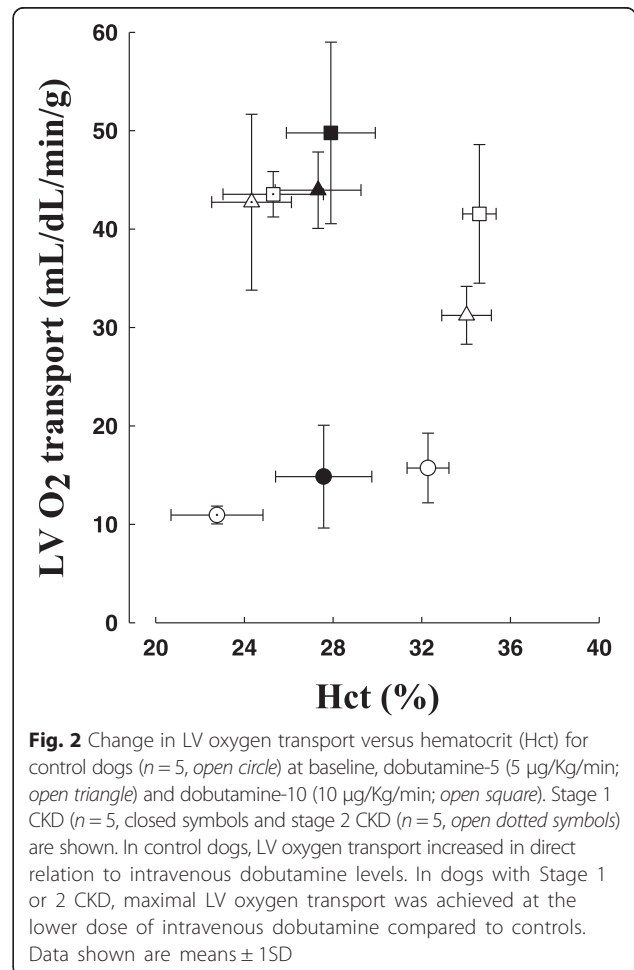 60
50
40
30
20
10
0
LV O2 transport (mL/dL/min/g)
20 24 28 32 36 40
Hct (%)
Fig. 2 Change in LV oxygen transport versus hematocrit (Hct) for
control dogs (n = 5, open circle) at baseline, dobutamine-5 (5 μg/Kg/min;
open triangle) and dobutamine-10 (10 μg/Kg/min; open square). Stage 1
CKD (n = 5, closed symbols and stage 2 CKD (n = 5, open dotted symbols)
are shown. In control dogs, LV oxygen transport increased in direct
relation to intravenous dobutamine levels. In dogs with Stage 1
or 2 CKD, maximal LV oxygen transport was achieved at the
lower dose of intravenous dobutamine compared to controls.
Data shown are means ± 1SD